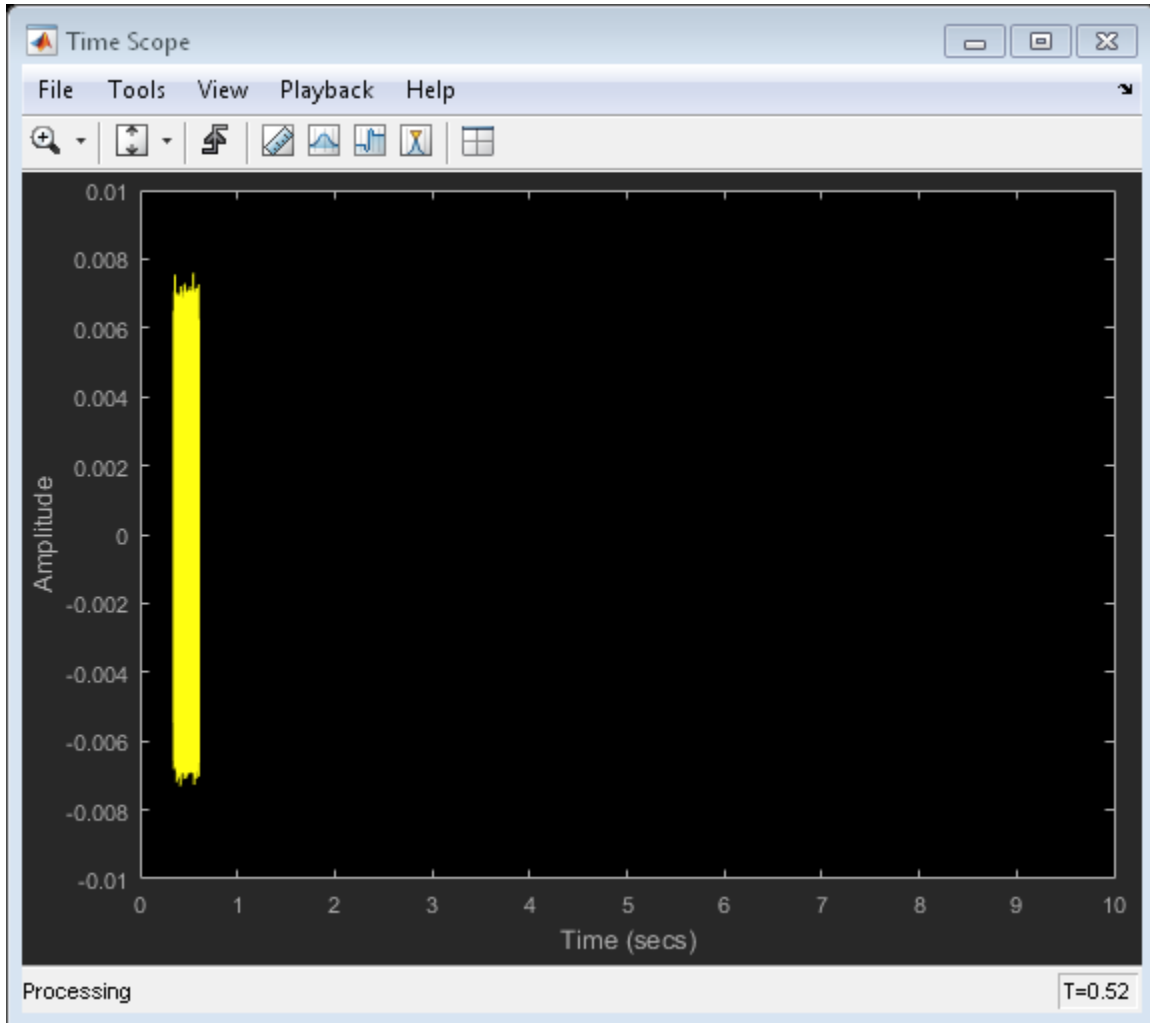 Time Scope
File Tools View Playback Help
0.01
0.008
0.006
0.004
0.002
0
-0.002
-0.004
-0.006
-0.008
-0.01
Amplitude
0 1 2 3 4 5 6 7 8 9 10
Time (secs)
Processing T=0.52